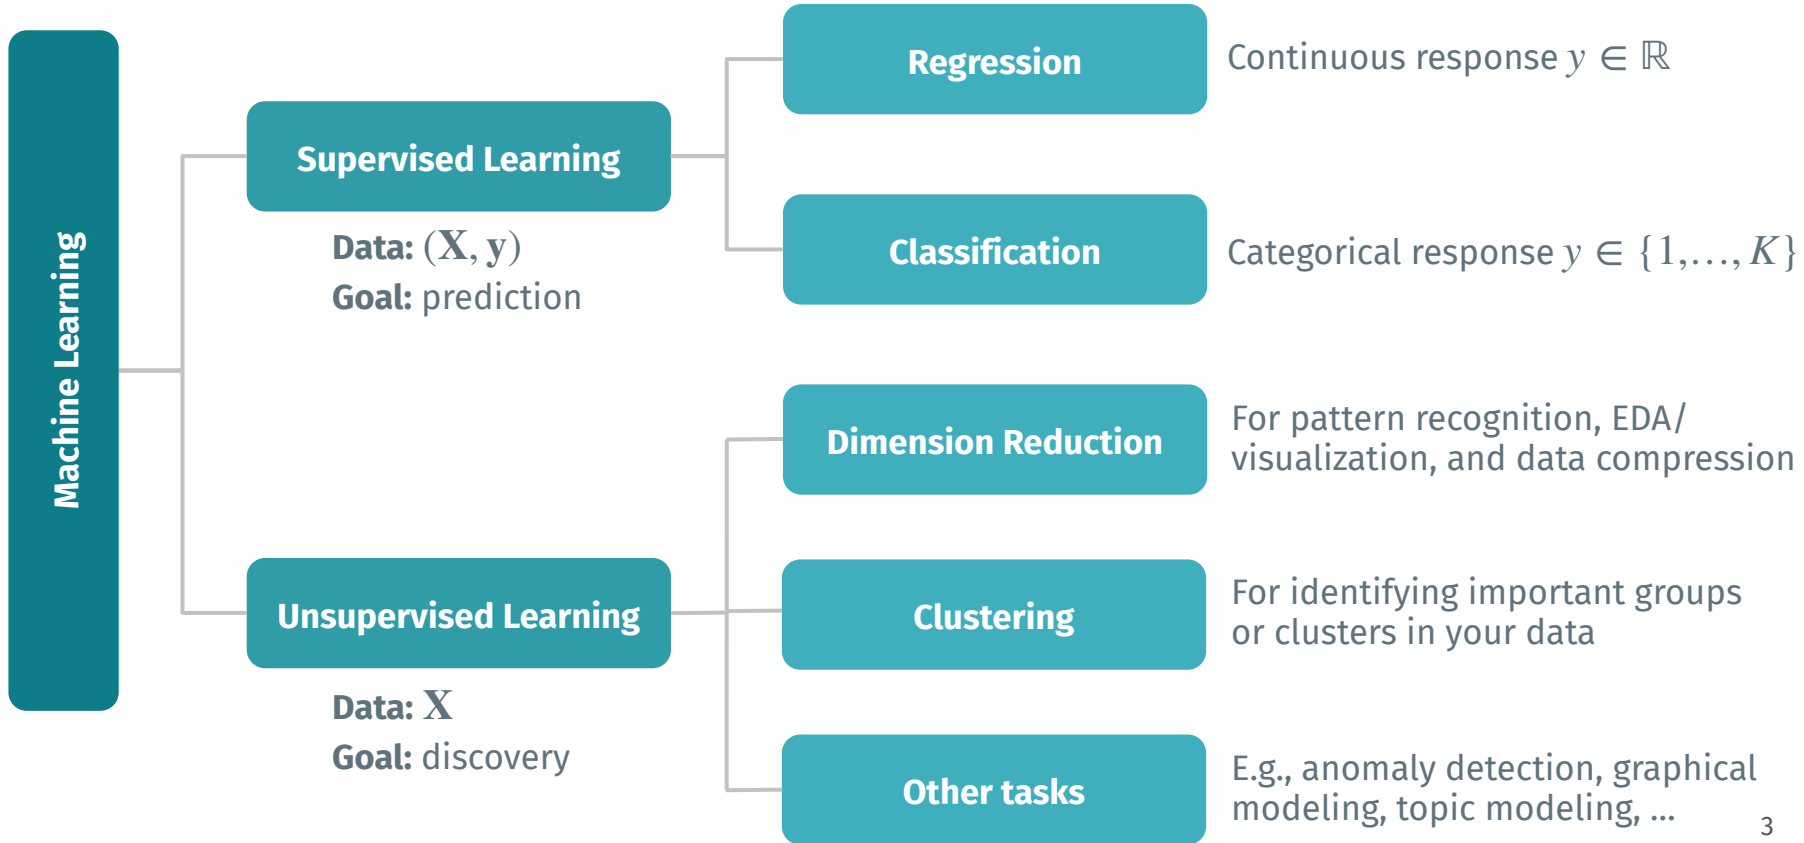 Machine Learning
Supervised Learning
Data: (X, y)
Goal: prediction
Regression
Continuous response y ∈ ℝ
Classification
Categorical response y ∈ {1,…, K}
Unsupervised Learning
Data: X
Goal: discovery
Dimension Reduction
For pattern recognition, EDA/
visualization, and data compression
Clustering
For identifying important groups
or clusters in your data
Other tasks
E.g., anomaly detection, graphical
modeling, topic modeling, …
3